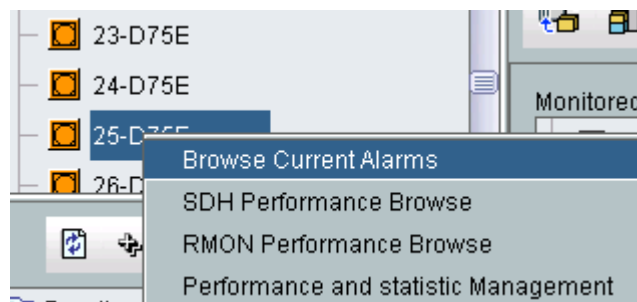 23-D75E
24-D75E
Monitored
25-D75E
Browse Current Alarms
SDH Performance Browse
RMON Performance Browse
Performance and statistic Management